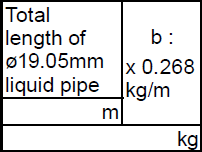 Total
length of
ø19.05mm
liquid pipe
m
b :
x 0.268
kg/m
kg